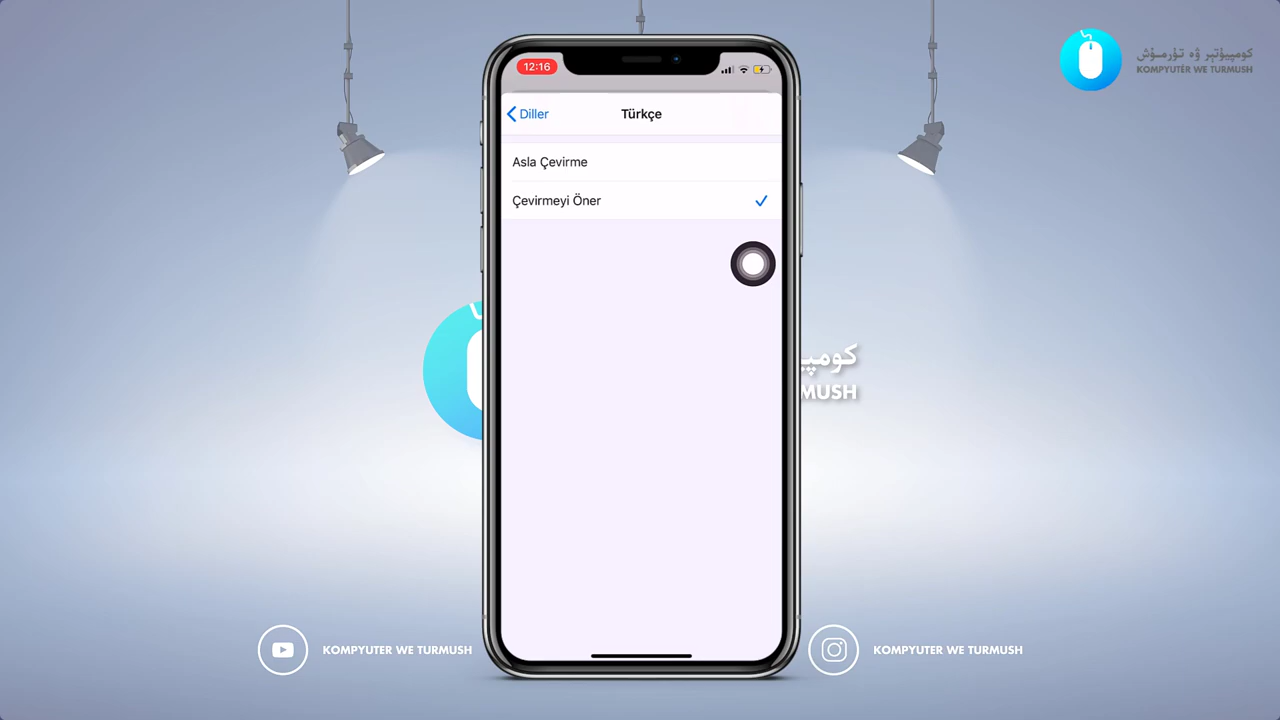 12:16
Diller
Türkçe
Asla Çevirme
Çevirmeyi Öner
كومپيۇتېر ۋە تۇرمۇش
KOMPYUTÉR WE TURMUSH
MUSH
KOMPYUTER WE TURMUSH
KOMPYUTER WE TURMUSH